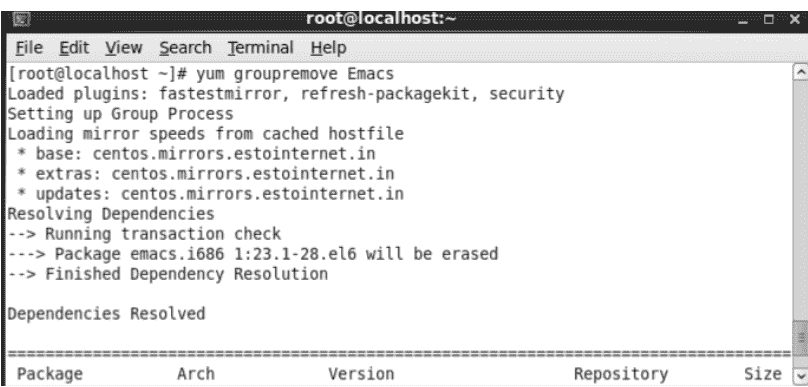 root@localhost:~
File Edit View Search Terminal Help
[root@localhost ~]# yum groupremove Emacs
Loaded plugins: fastestmirror, refresh-packagekit, security
Setting up Group Process
Loading mirror speeds from cached hostfile
 * base: centos.mirrors.estointernet.in
 * extras: centos.mirrors.estointernet.in
 * updates: centos.mirrors.estointernet.in
Resolving Dependencies
--> Running transaction check
---> Package emacs.i686 1:23.1-28.el6 will be erased
--> Finished Dependency Resolution
Dependencies Resolved
================================================================================
Package Arch Version Repository Size